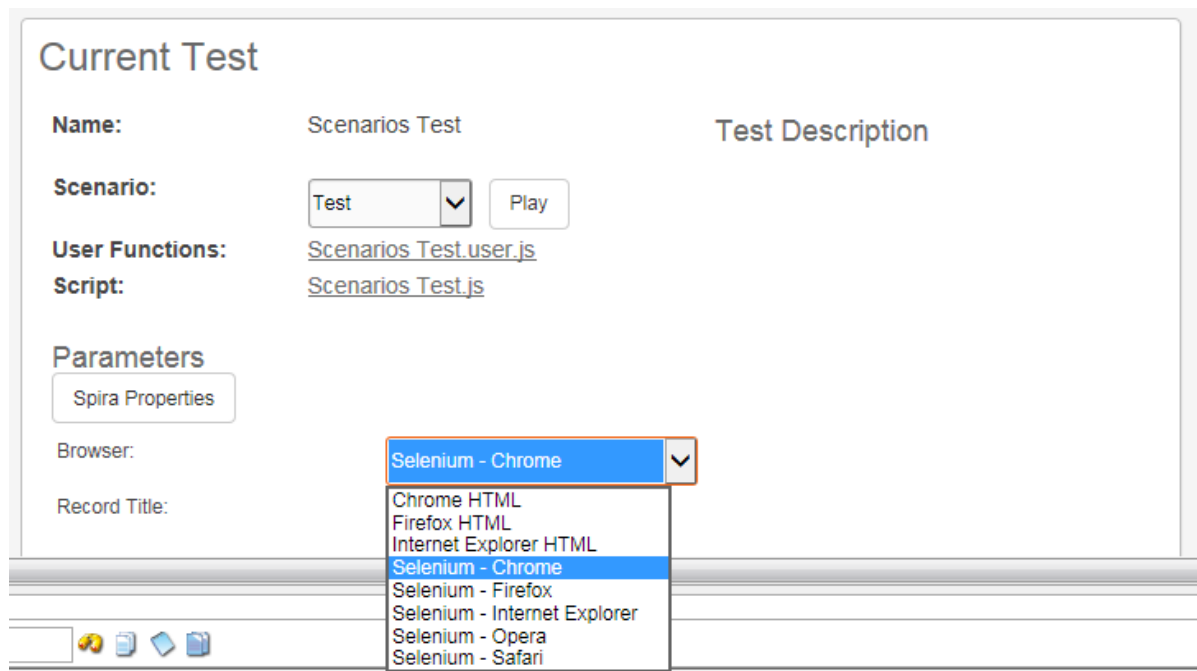 Current Test
Name: Scenarios Test Test Description
Scenario: Test Play
User Functions: Scenarios Test.user.js
Script: Scenarios Test.js
Parameters
Spira Properties
Browser: Selenium - Chrome
Record Title:
Chrome HTML
Firefox HTML
Internet Explorer HTML
Selenium - Chrome
Selenium - Firefox
Selenium - Internet Explorer
Selenium - Opera
Selenium - Safari